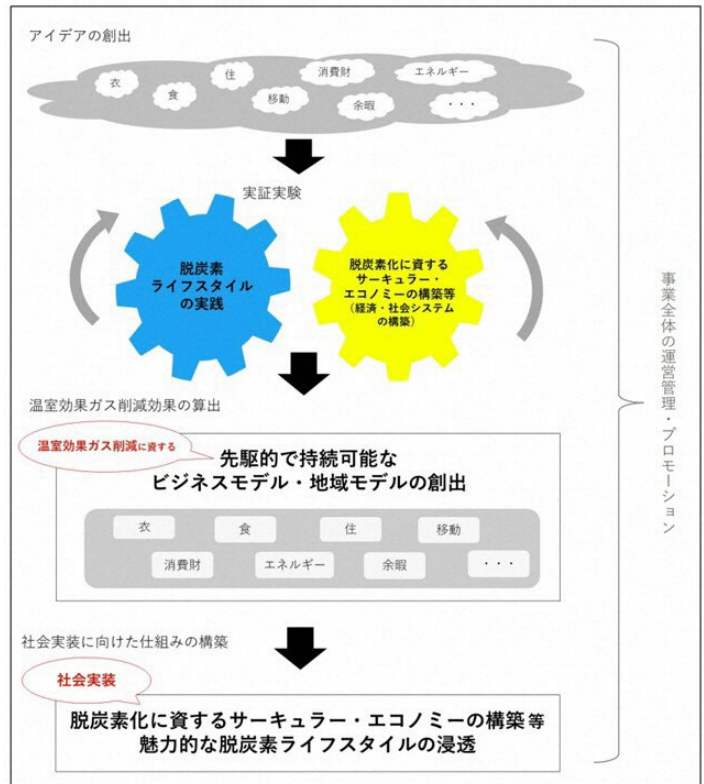 アイデアの創出
衣
食
住
移動
消費財
余暇
エネルギー
・・・
実証実験
脱炭素
ライフスタイル
の実践
脱炭素化に資する
サーキュラー・
エコノミーの構築等
（経済・社会システム
の構築）
温室効果ガス削減効果の算出
温室効果ガス削減に資する
先駆的で持続可能な
ビジネスモデル・地域モデルの創出
衣
食
住
移動
消費財
エネルギー
余暇
・・・
社会実装に向けた仕組みの構築
社会実装
脱炭素化に資するサーキュラー・エコノミーの構築等
魅力的な脱炭素ライフスタイルの浸透
事業全体の運営管理・プロモーション